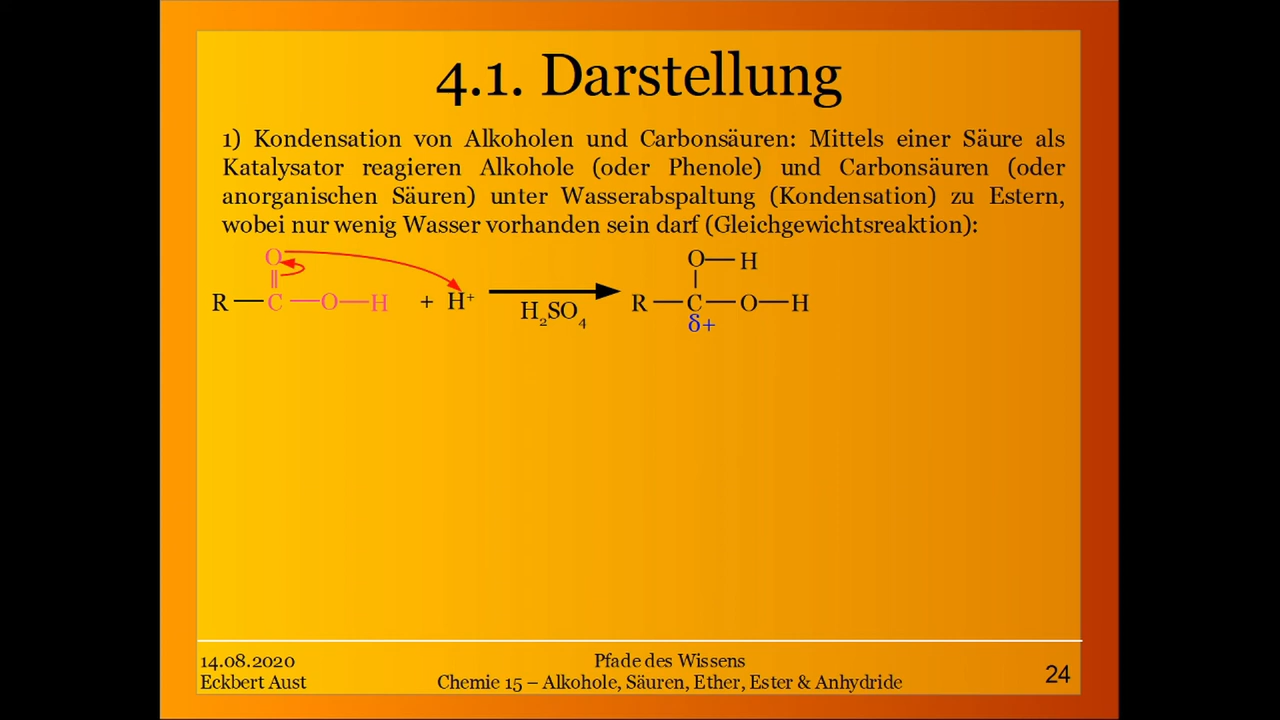 4.1. Darstellung
1) Kondensation von Alkoholen und Carbonsäuren: Mittels einer Säure als
Katalysator reagieren Alkohole (oder Phenole) und Carbonsäuren (oder
anorganischen Säuren) unter Wasserabspaltung (Kondensation) zu Estern,
wobei nur wenig Wasser vorhanden sein darf (Gleichgewichtsreaktion):
O O—H
R—C—O—H + H⁺ H₂SO₄ R—C—O—H
δ+
14.08.2020
Eckbert Aust
Pfade des Wissens
Chemie 15 – Alkohole, Säuren, Ether, Ester & Anhydride
24